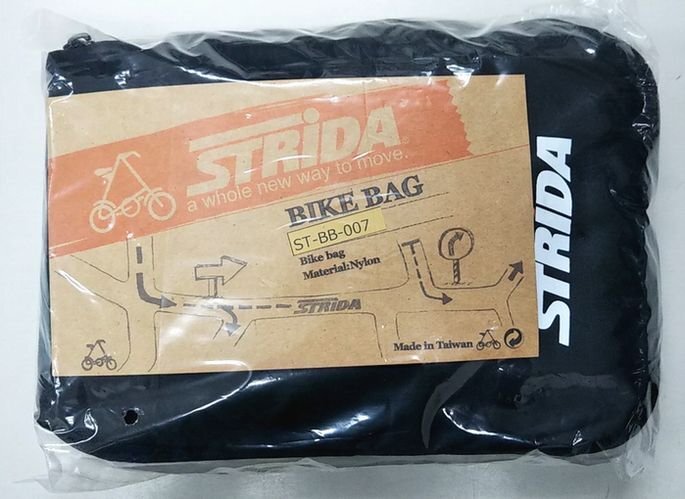 STRiDA®
a whole new way to move.
BIKE BAG
ST-BB-007
Bike bag
Material:Nylon
STRiDA
Made in Taiwan
STRIDA